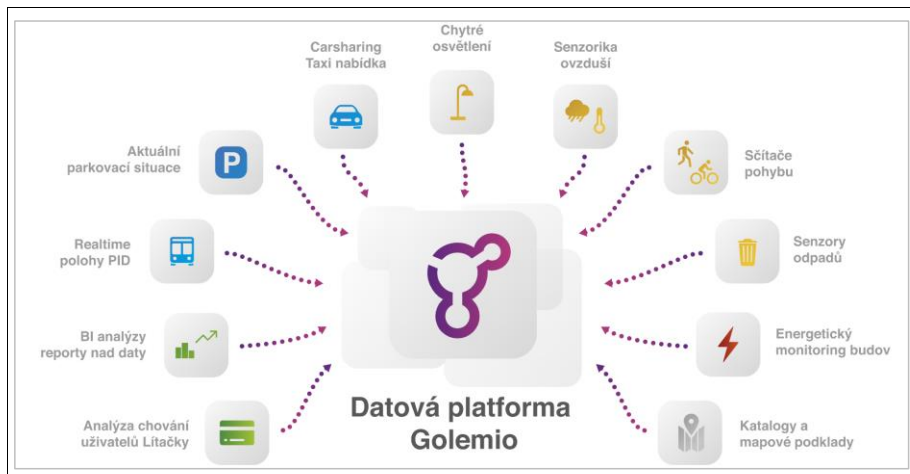 Chytré
osvětlení
Carsharing
Taxi nabídka
Senzorika
ovzduší
Aktuální
parkovací situace
P
Sčítače
pohybu
Realtime
polohy PID
Senzory
odpadů
BI analýzy
reporty nad daty
Energetický
monitoring budov
Analýza chování
uživatelů Lítačky
Katalogy a
mapové podklady
Datová platforma
Golemio